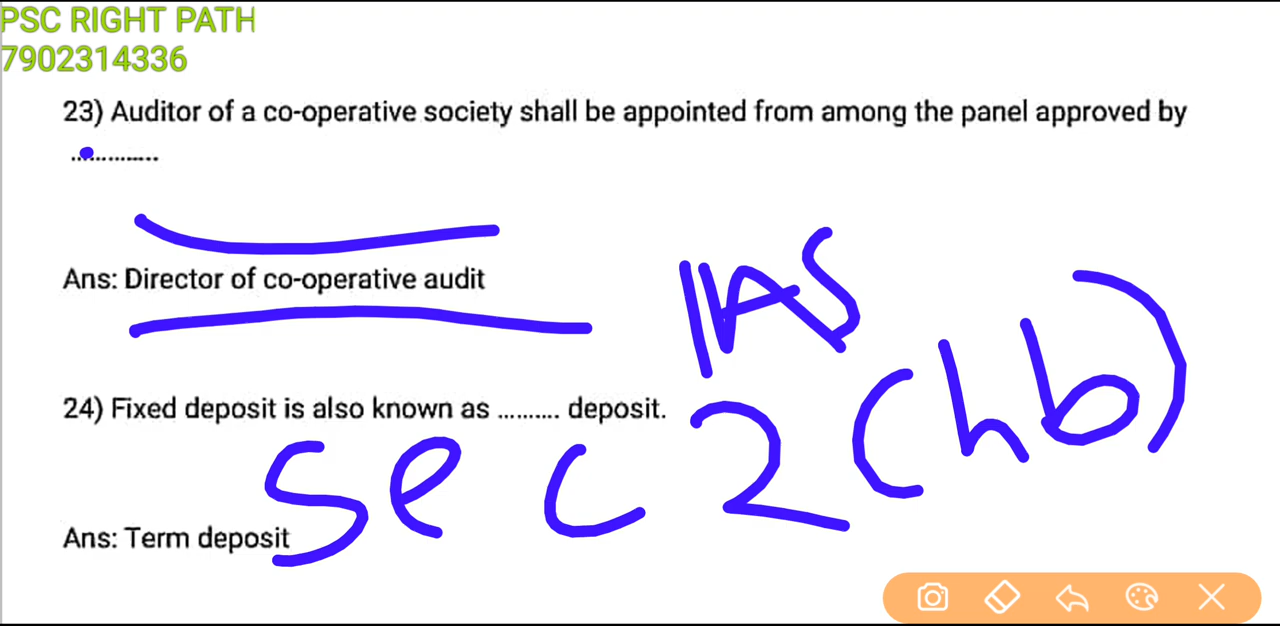 PSC RIGHT PATH
7902314336
23) Auditor of a co-operative society shall be appointed from among the panel approved by
..............
Ans: Director of co-operative audit
IAS
24) Fixed deposit is also known as .......... deposit.
Sec 2(hb)
Ans: Term deposit